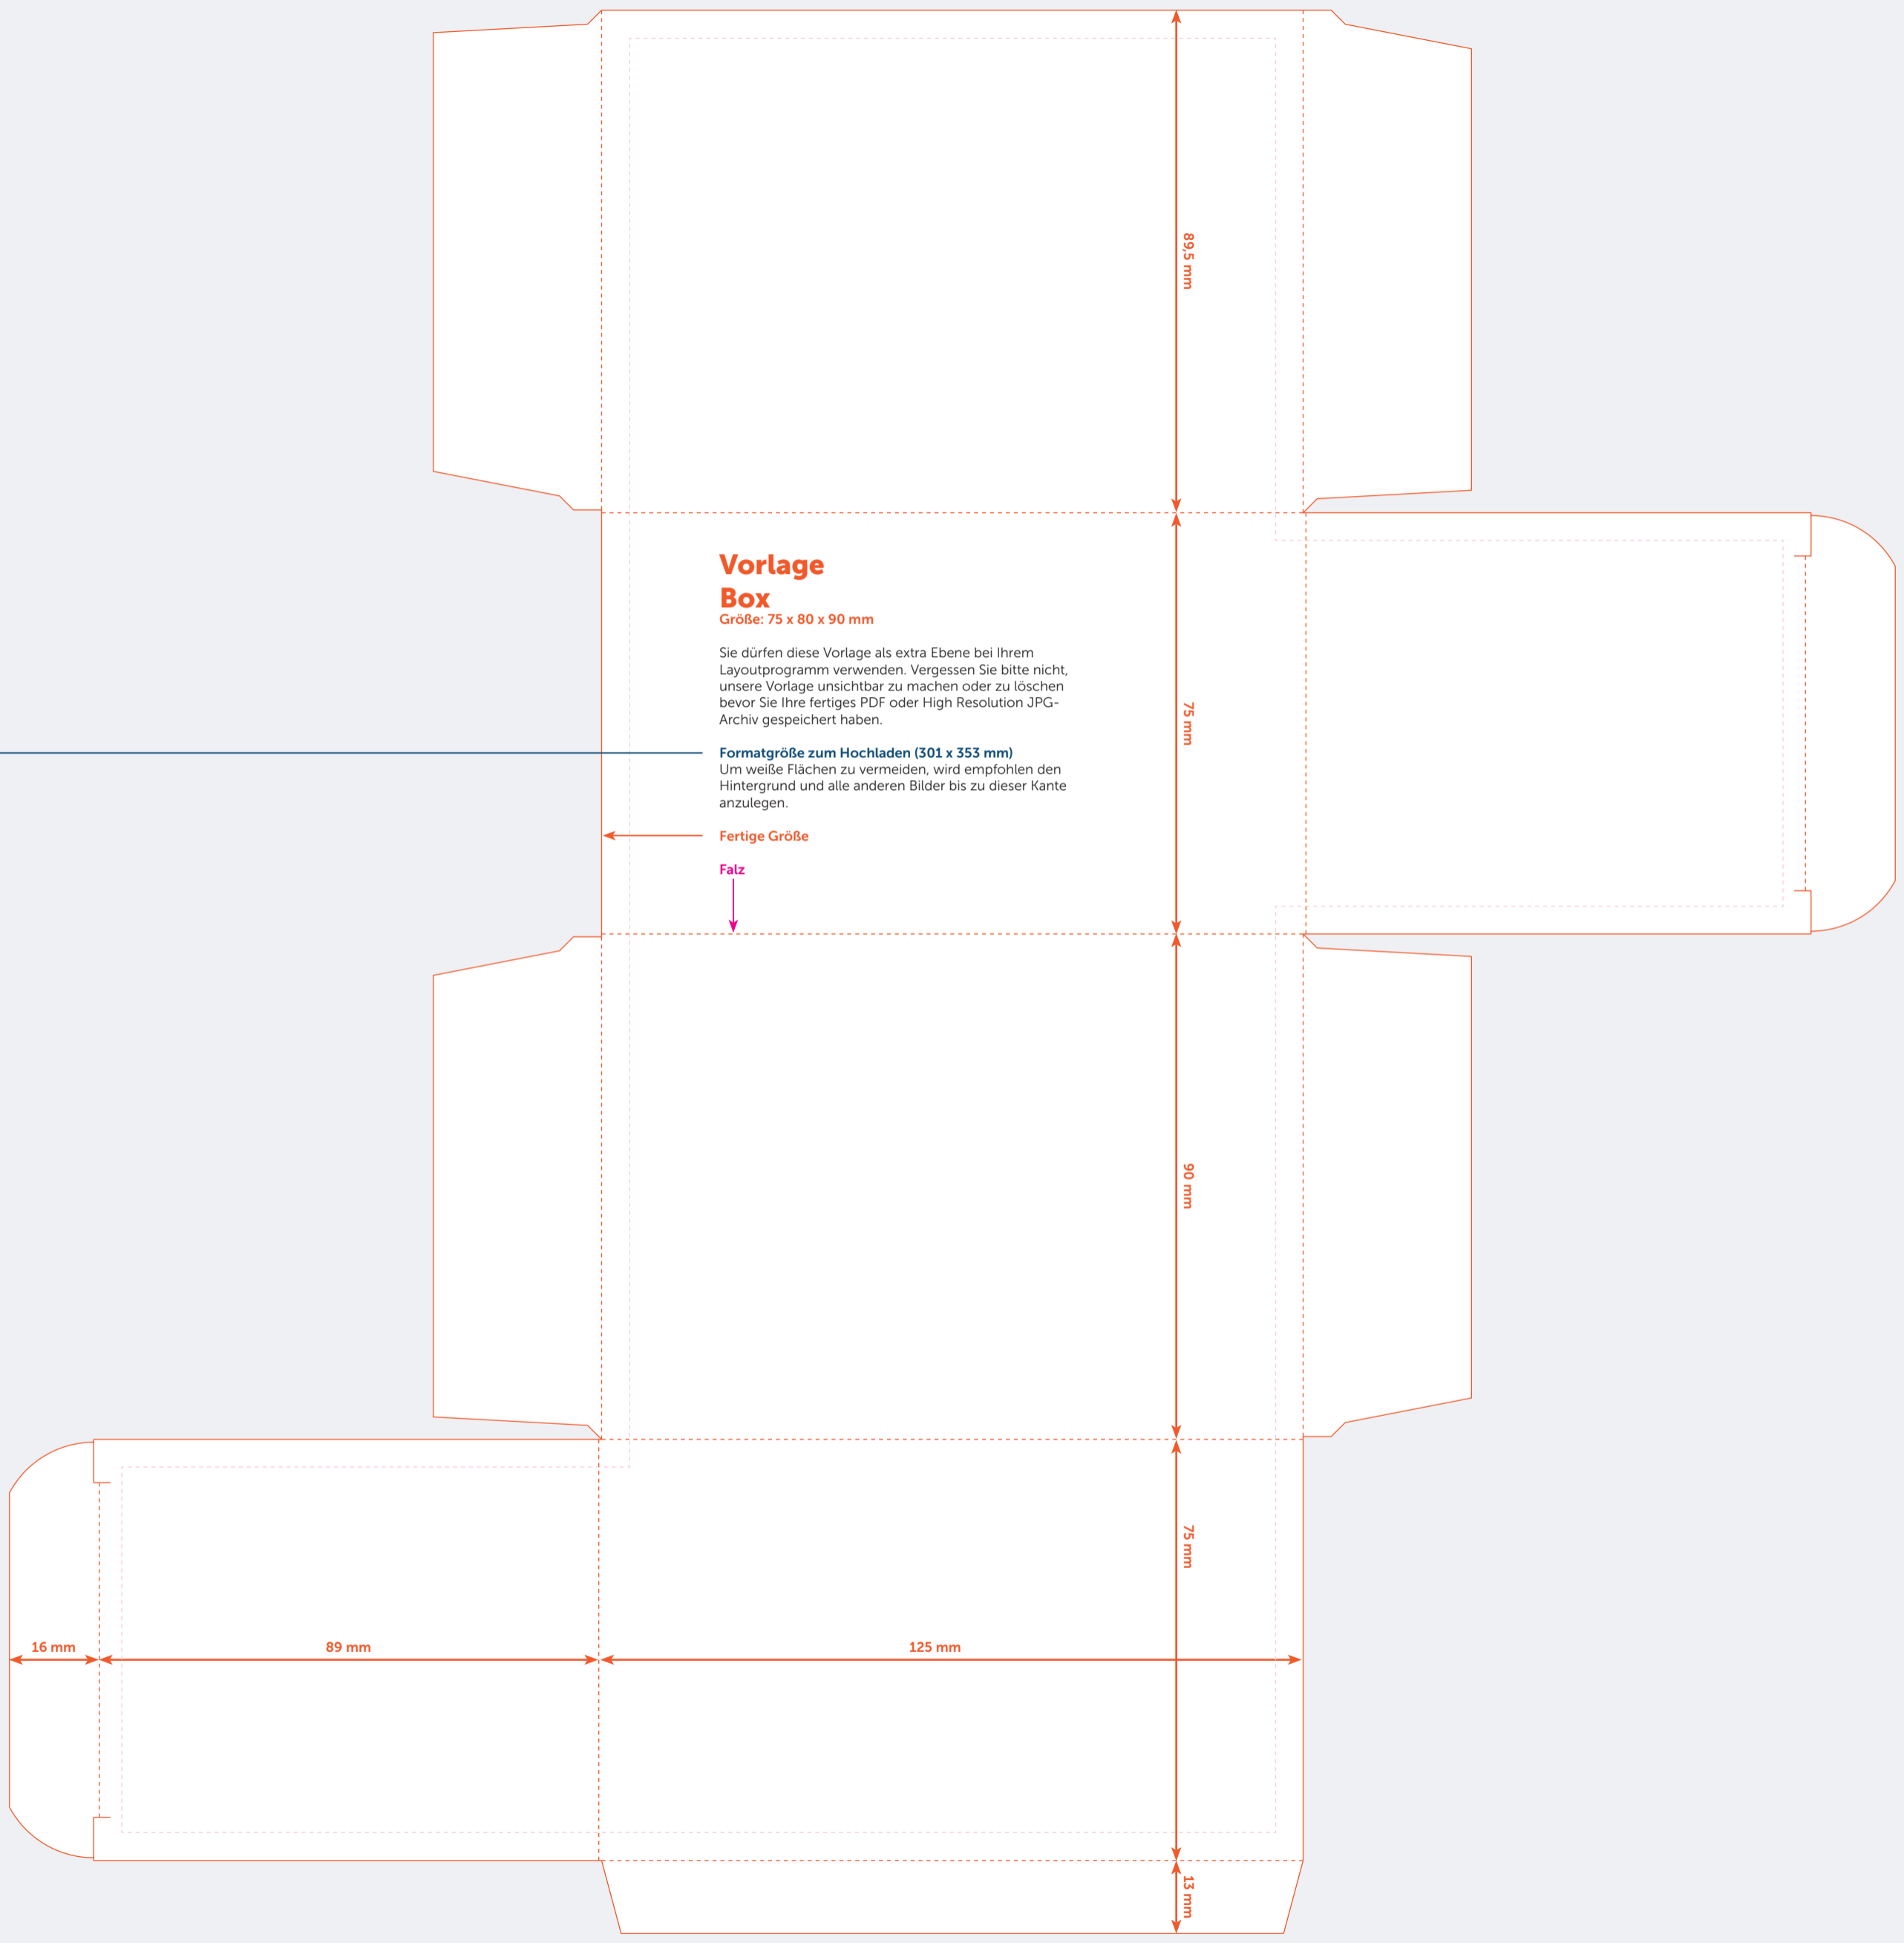 89,5 mm
Vorlage
Box
Größe: 75 x 80 x 90 mm
Sie dürfen diese Vorlage als extra Ebene bei Ihrem
Layoutprogramm verwenden. Vergessen Sie bitte nicht,
unsere Vorlage unsichtbar zu machen oder zu löschen
bevor Sie Ihre fertiges PDF oder High Resolution JPG-
Archiv gespeichert haben.
75 mm
Formatgröße zum Hochladen (301 x 353 mm)
Um weiße Flächen zu vermeiden, wird empfohlen den
Hintergrund und alle anderen Bilder bis zu dieser Kante
anzulegen.
Fertige Größe
Falz
90 mm
75 mm
16 mm
89 mm
125 mm
13 mm